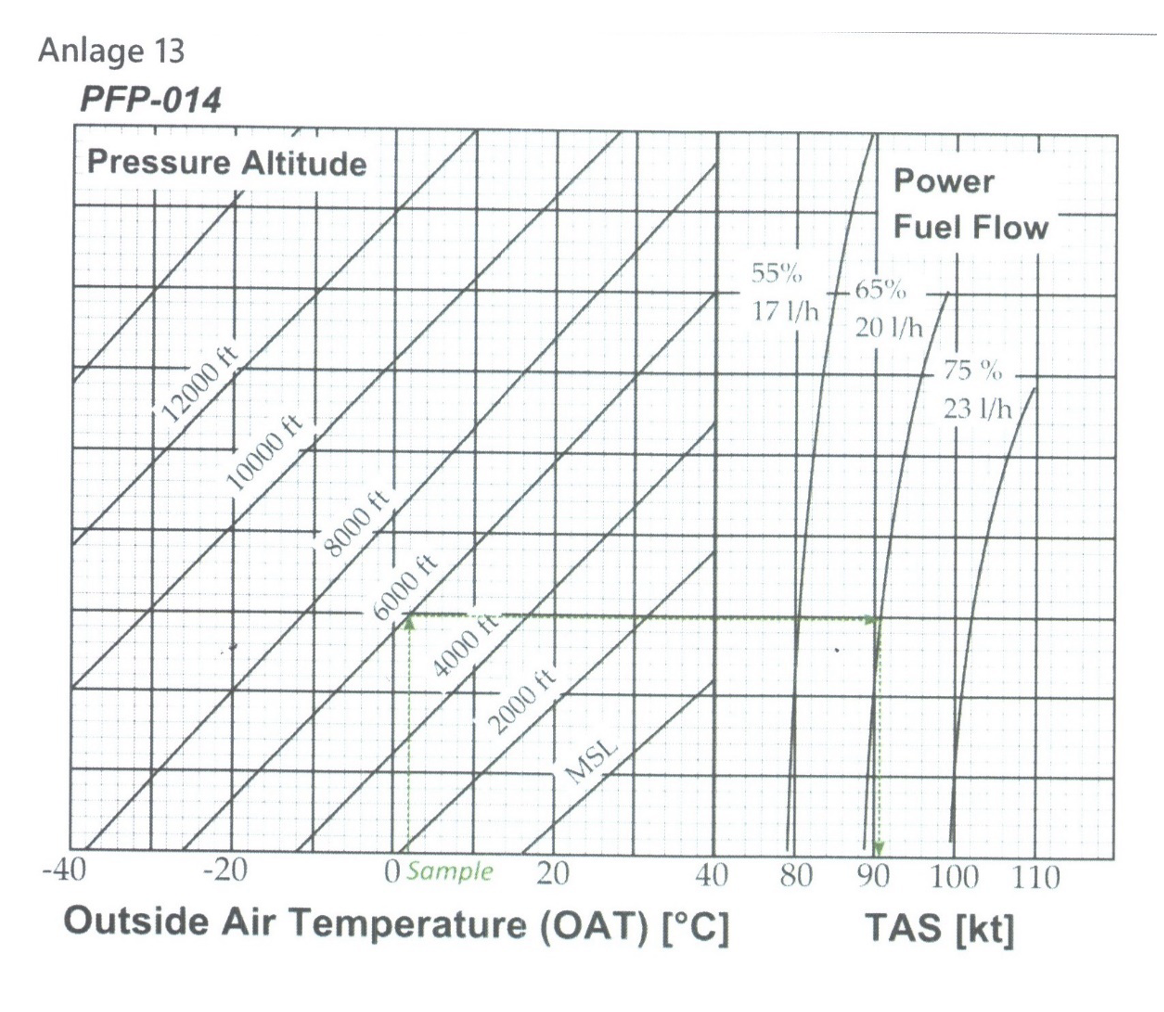 Anlage 13
PFP-014
Pressure Altitude
Power
Fuel Flow
55%
17 l/h
65%
20 l/h
75 %
23 l/h
12000 ft
10000 ft
8000 ft
6000 ft
4000 ft
2000 ft
MSL
-40 -20 0 Sample 20 40 80 90 100 110
Outside Air Temperature (OAT) [°C] TAS [kt]